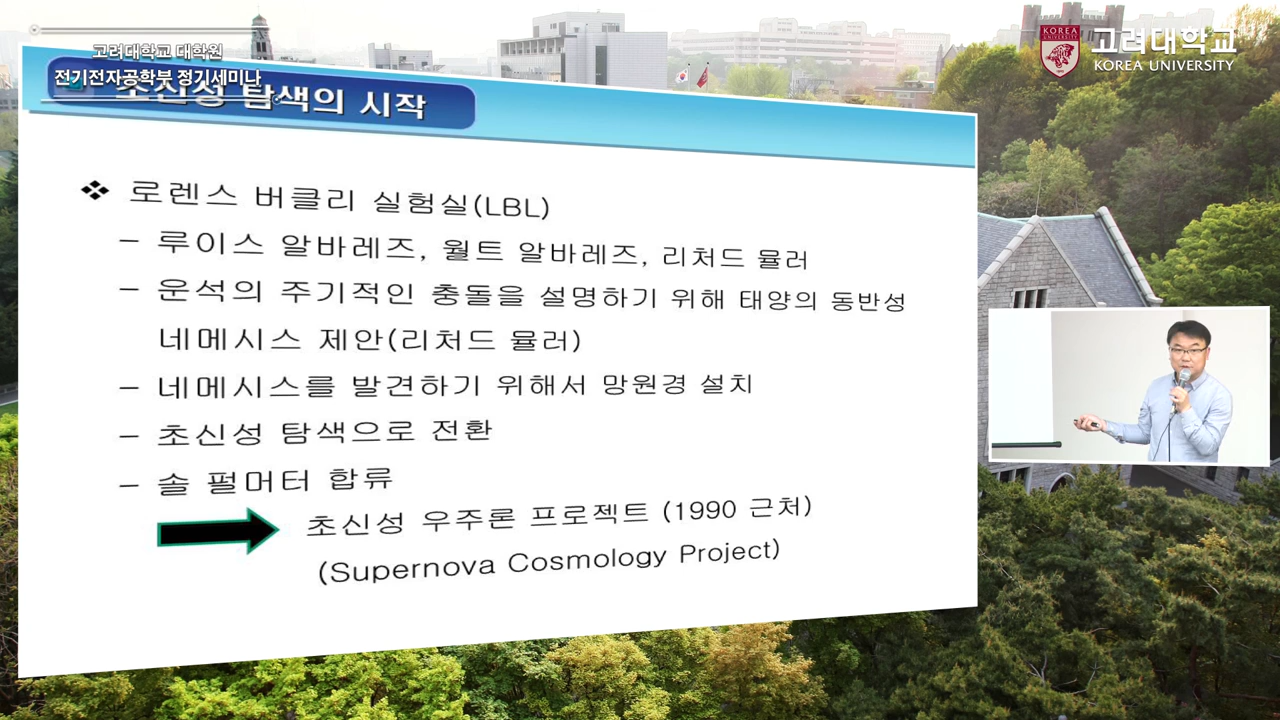 고려대학교 대학원
전기전자공학부 정기세미나
초신성 탐색의 시작
KOREA
UNIVERSITY
고려대학교
KOREA UNIVERSITY
❖ 로렌스 버클리 실험실(LBL)
– 루이스 알바레즈, 월트 알바레즈, 리처드 뮬러
– 운석의 주기적인 충돌을 설명하기 위해 태양의 동반성
네메시스 제안(리처드 뮬러)
– 네메시스를 발견하기 위해서 망원경 설치
– 초신성 탐색으로 전환
– 솔 펄머터 합류
초신성 우주론 프로젝트 (1990 근처)
(Supernova Cosmology Project)